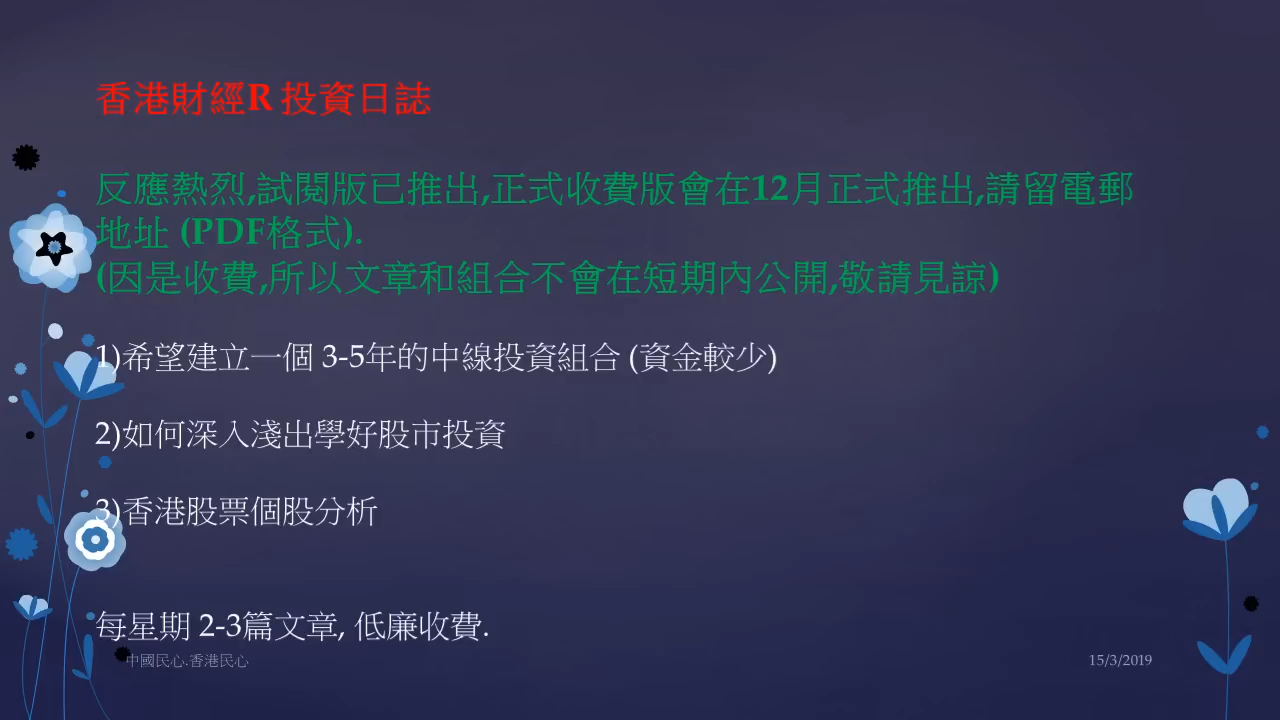 香港財經R 投資日誌
反應熱烈,試閱版已推出,正式收費版會在12月正式推出,請留電郵
地址 (PDF格式).
(因是收費,所以文章和組合不會在短期內公開,敬請見諒)
1)希望建立一個 3-5年的中線投資組合 (資金較少)
2)如何深入淺出學好股市投資
3)香港股票個股分析
每星期 2-3篇文章, 低廉收費.
中國民心.香港民心
15/3/2019